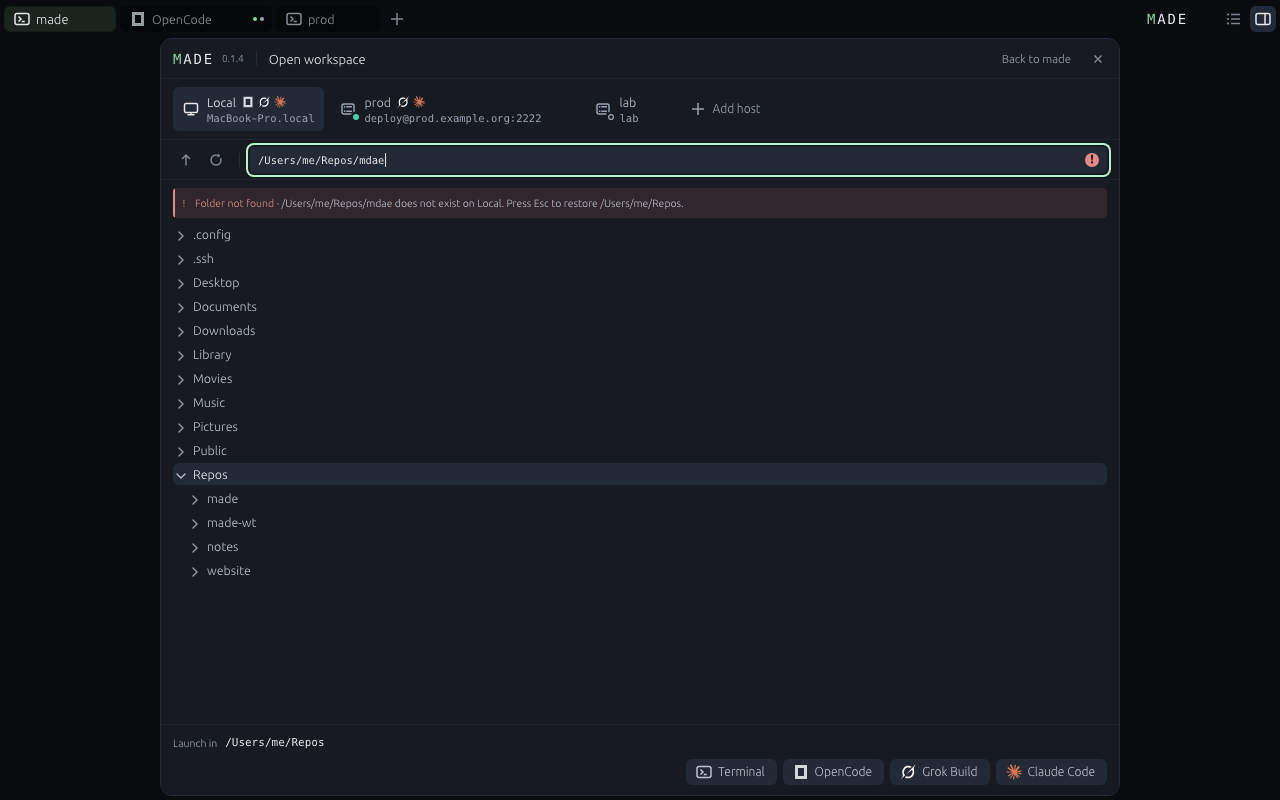 made OpenCode prod MADE
MADE 0.1.4 Open workspace Back to made
Local prod lab Add host
MacBook-Pro.local deploy@prod.example.org:2222 lab
/Users/me/Repos/mdae
! Folder not found · /Users/me/Repos/mdae does not exist on Local. Press Esc to restore /Users/me/Repos.
.config
.ssh
Desktop
Documents
Downloads
Library
Movies
Music
Pictures
Public
Repos
made
made-wt
notes
website
Launch in /Users/me/Repos
Terminal OpenCode Grok Build Claude Code